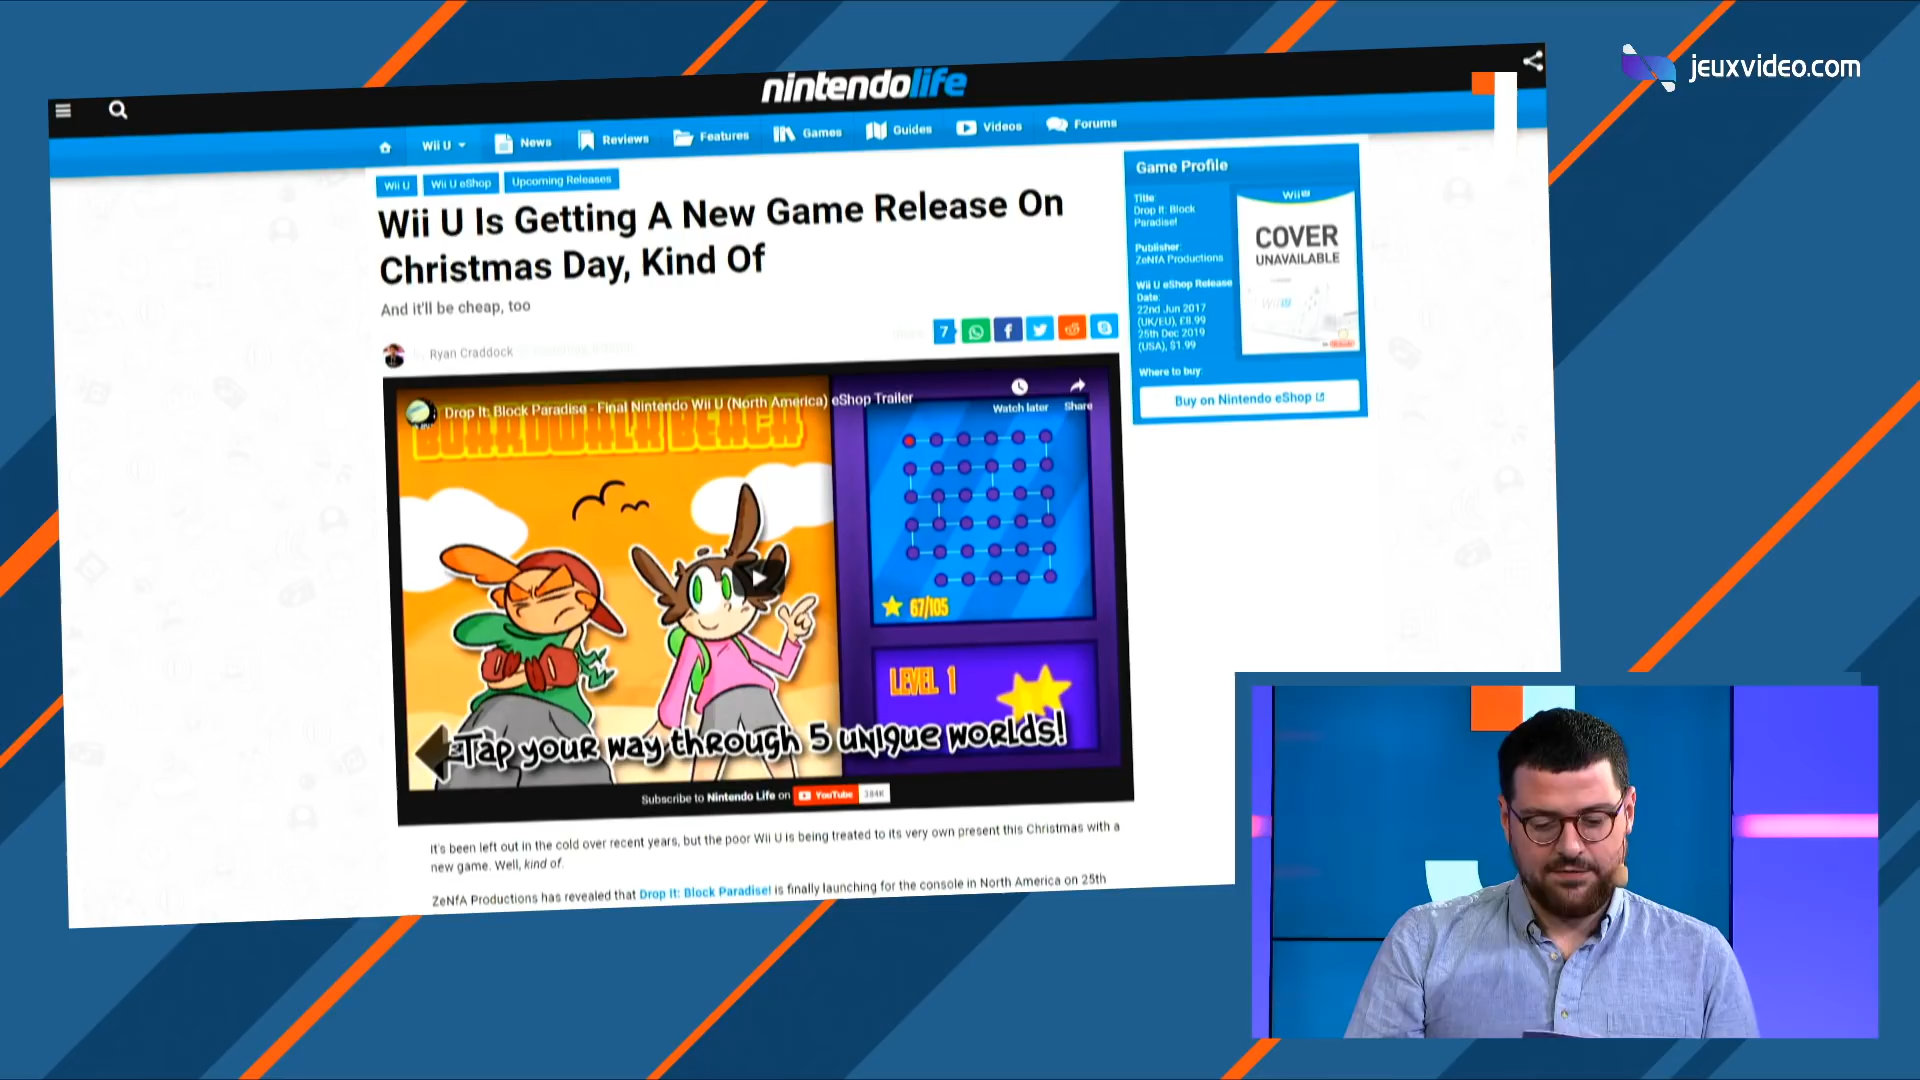 jeuxvideo.com
nintendolife
Wii U
News
Reviews
Features
Games
Guides
Videos
Forums
Wii U
Wii U eShop
Upcoming Releases
Wii U Is Getting A New Game Release On
Christmas Day, Kind Of
And it'll be cheap, too
7
Ryan Craddock
Game Profile
Title:
Drop It: Block
Paradise!
Publisher:
ZeNfA Productions
Wii U eShop Release
Date:
22nd Jun 2017
(UK/EU), £8.99
25th Dec 2019
(USA), $1.99
Where to buy:
Buy on Nintendo eShop
Wii U
COVER
UNAVAILABLE
Wii U
Drop It: Block Paradise - Final Nintendo Wii U (North America) eShop Trailer
Watch later
Share
BOARDWALK BEACH
67/105
LEVEL 1
Tap your way through 5 unique worlds!
Subscribe to Nintendo Life on
YouTube
384K
It's been left out in the cold over recent years, but the poor Wii U is being treated to its very own present this Christmas with a
new game. Well, kind of.
ZeNfA Productions has revealed that Drop It: Block Paradise! is finally launching for the console in North America on 25th